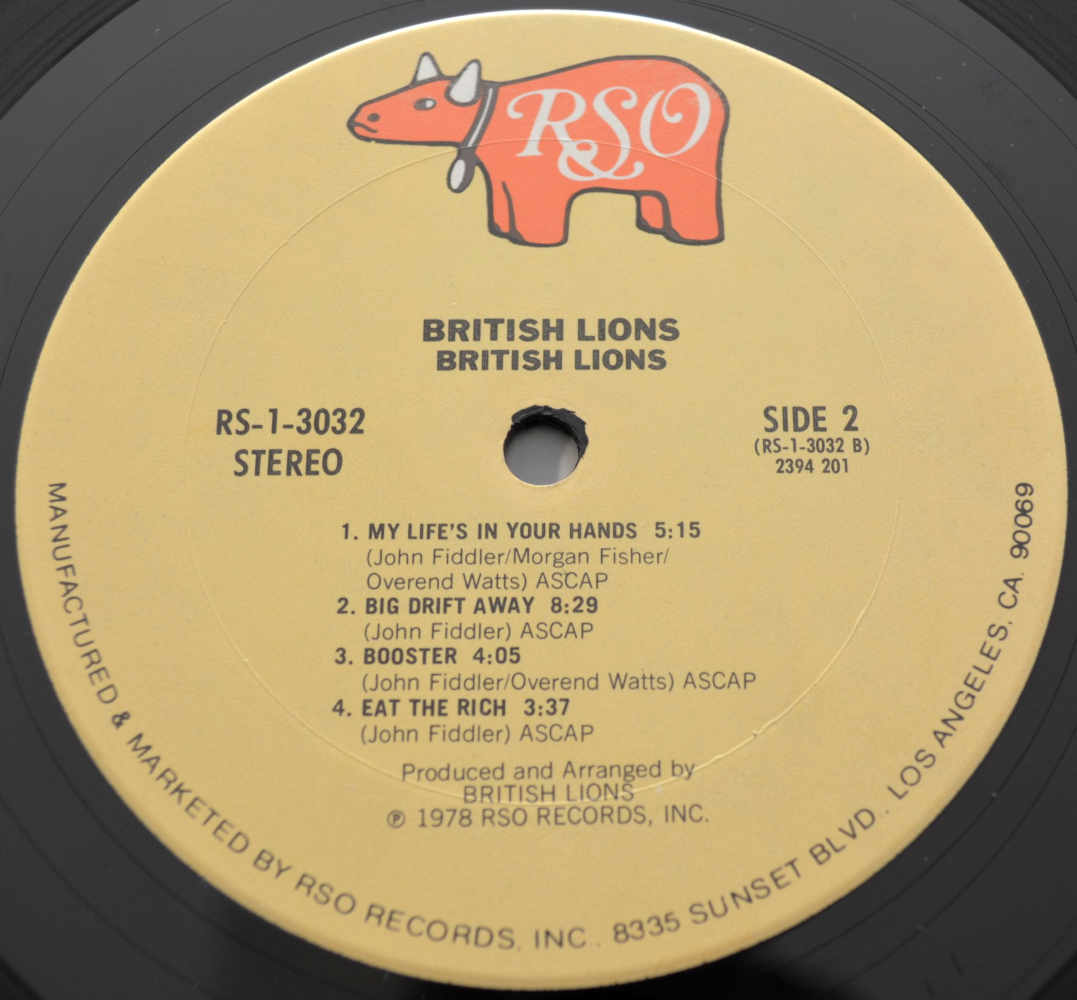 RSO
BRITISH LIONS
BRITISH LIONS
RS-1-3032
STEREO
SIDE 2
(RS-1-3032 B)
2394 201
1. MY LIFE'S IN YOUR HANDS 5:15
(John Fiddler/Morgan Fisher/
Overend Watts) ASCAP
2. BIG DRIFT AWAY 8:29
(John Fiddler) ASCAP
3. BOOSTER 4:05
(John Fiddler/Overend Watts) ASCAP
4. EAT THE RICH 3:37
(John Fiddler) ASCAP
Produced and Arranged by
BRITISH LIONS
℗ 1978 RSO RECORDS, INC.
MANUFACTURED & MARKETED BY RSO RECORDS, INC. 8335 SUNSET BLVD. LOS ANGELES, CA. 90069